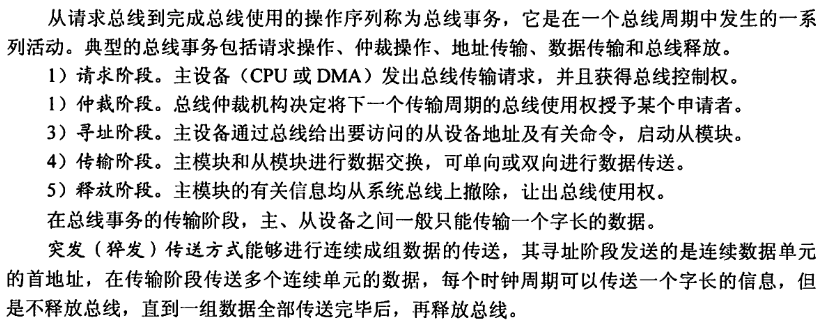 从请求总线到完成总线使用的操作序列称为总线事务，它是在一个总线周期中发生的一系
列活动。典型的总线事务包括请求操作、仲裁操作、地址传输、数据传输和总线释放。
1）请求阶段。主设备（CPU 或 DMA）发出总线传输请求，并且获得总线控制权。
1）仲裁阶段。总线仲裁机构决定将下一个传输周期的总线使用权授予某个申请者。
3）寻址阶段。主设备通过总线给出要访问的从设备地址及有关命令，启动从模块。
4）传输阶段。主模块和从模块进行数据交换，可单向或双向进行数据传送。
5）释放阶段。主模块的有关信息均从系统总线上撤除，让出总线使用权。
在总线事务的传输阶段，主、从设备之间一般只能传输一个字长的数据。
突发（猝发）传送方式能够进行连续成组数据的传送，其寻址阶段发送的是连续数据单元
的首地址，在传输阶段传送多个连续单元的数据，每个时钟周期可以传送一个字长的信息，但
是不释放总线，直到一组数据全部传送完毕后，再释放总线。